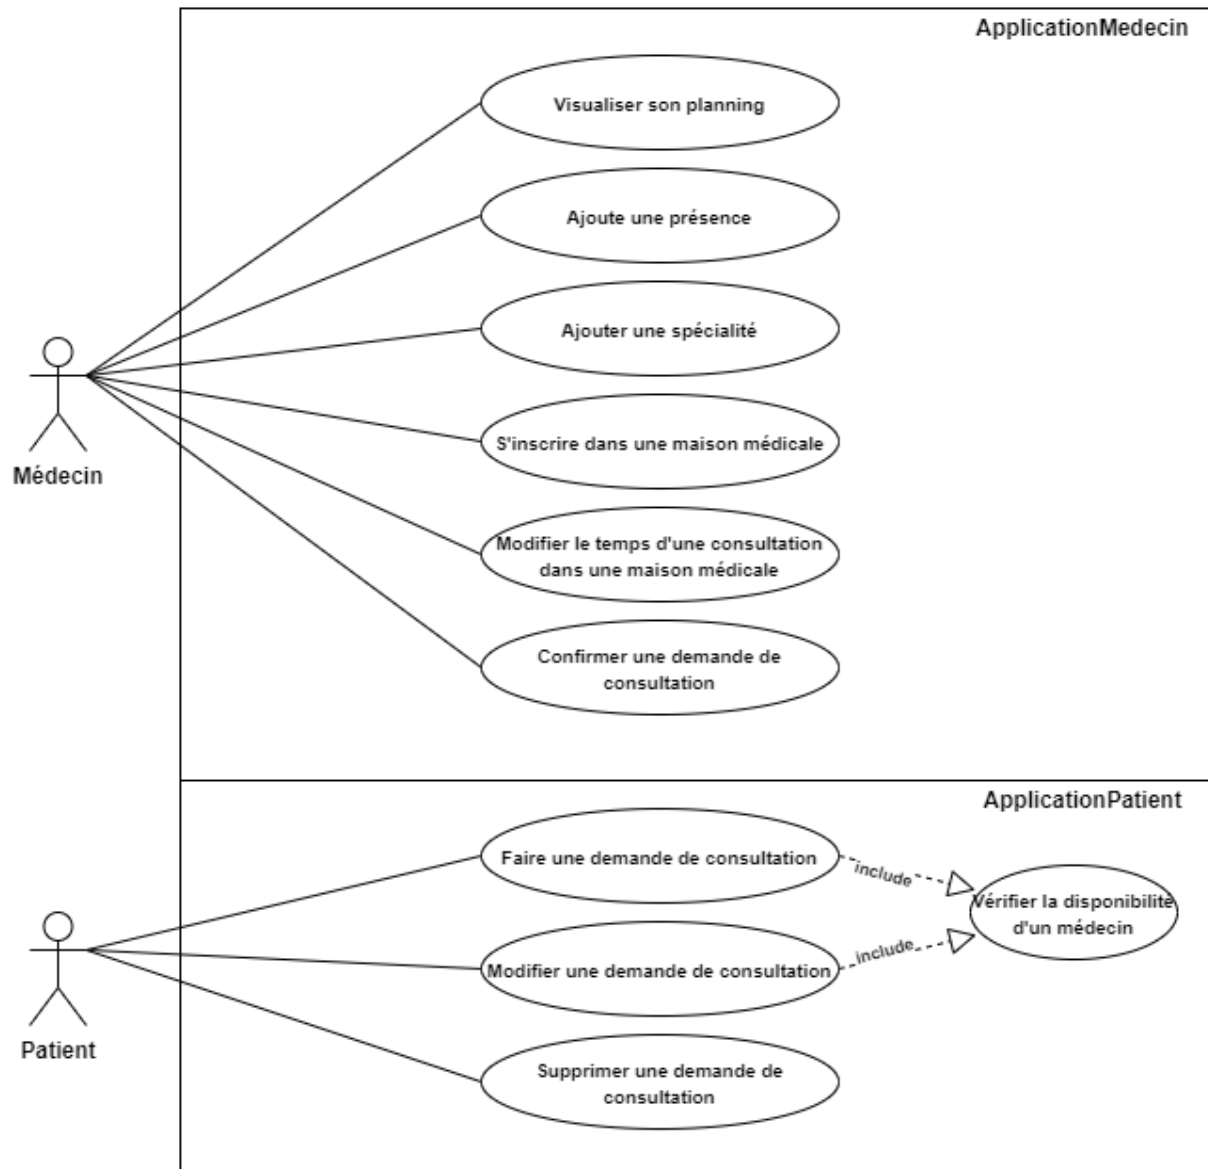 ApplicationMedecin
Visualiser son planning
Ajoute une présence
Ajouter une spécialité
S'inscrire dans une maison médicale
Médecin
Modifier le temps d'une consultation
dans une maison médicale
Confirmer une demande de
consultation
ApplicationPatient
Faire une demande de consultation
include
Vérifier la disponibilité
d'un médecin
include
Modifier une demande de consultation
Patient
Supprimer une demande de
consultation